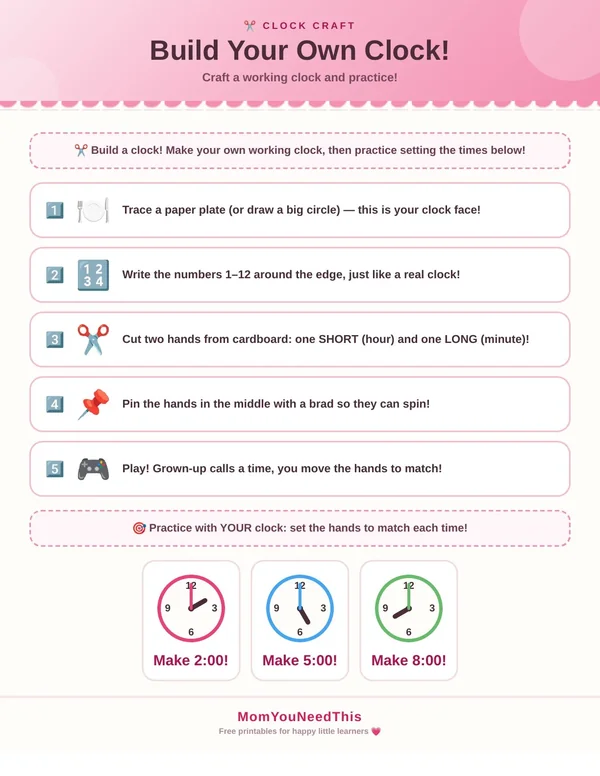 ✂️ CLOCK CRAFT
Build Your Own Clock!
Craft a working clock and practice!
✂️ Build a clock! Make your own working clock, then practice setting the times below!
1 Trace a paper plate (or draw a big circle) — this is your clock face!
2 1 2 3 4 Write the numbers 1–12 around the edge, just like a real clock!
3 Cut two hands from cardboard: one SHORT (hour) and one LONG (minute)!
4 Pin the hands in the middle with a brad so they can spin!
5 Play! Grown-up calls a time, you move the hands to match!
🎯 Practice with YOUR clock: set the hands to match each time!
12 3 6 9
Make 2:00!
12 3 6 9
Make 5:00!
12 3 6 9
Make 8:00!
MomYouNeedThis
Free printables for happy little learners 💗